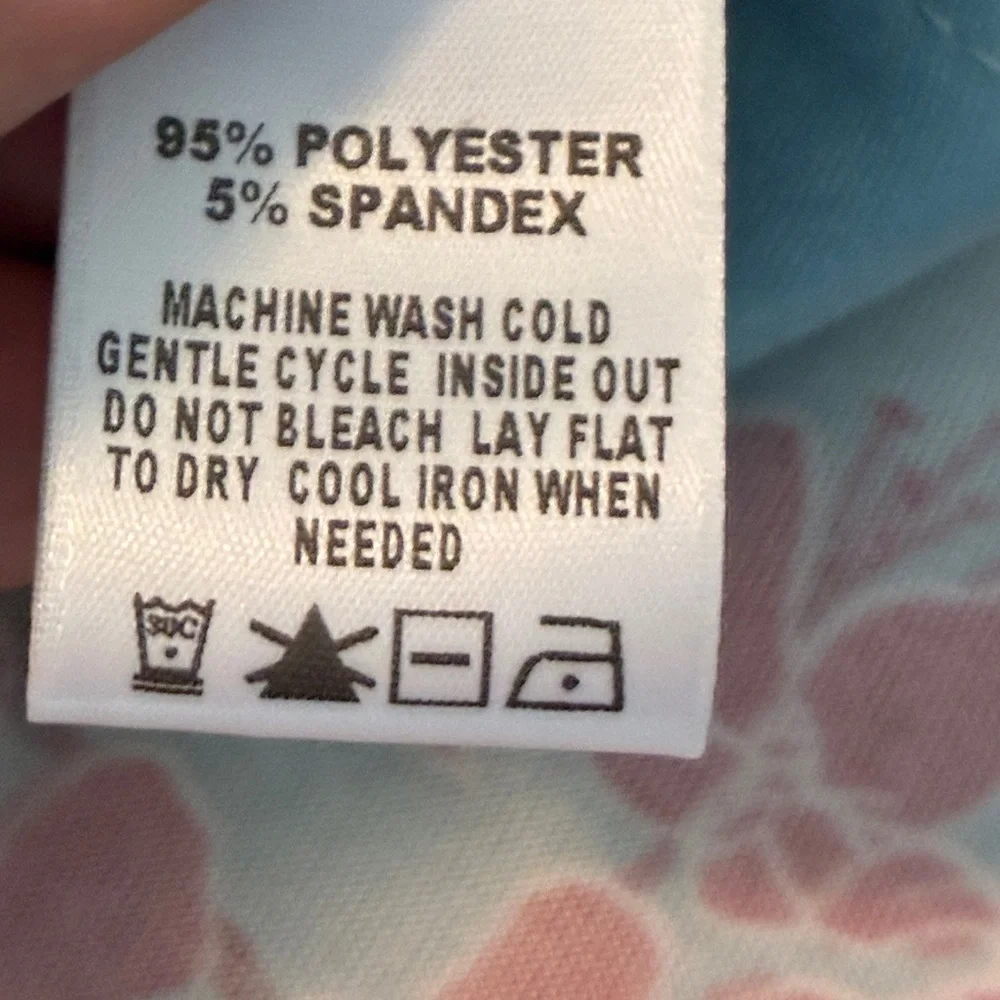 95% POLYESTER
5% SPANDEX
MACHINE WASH COLD
GENTLE CYCLE INSIDE OUT
DO NOT BLEACH LAY FLAT
TO DRY COOL IRON WHEN
NEEDED
30C